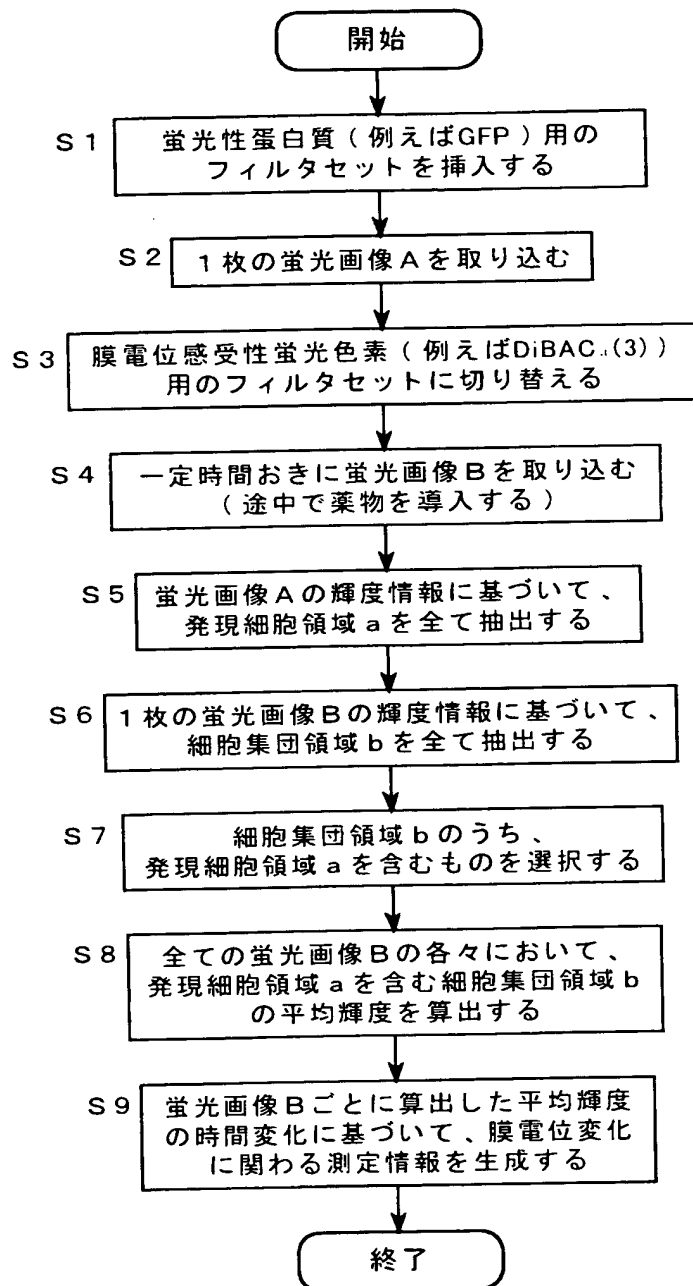 開始
S1
蛍光性蛋白質（例えばGFP）用の
フィルタセットを挿入する
S2
1枚の蛍光画像Aを取り込む
S3
膜電位感受性蛍光色素（例えばDiBAC₄(3)）
用のフィルタセットに切り替える
S4
一定時間おきに蛍光画像Bを取り込む
（途中で薬物を導入する）
S5
蛍光画像Aの輝度情報に基づいて、
発現細胞領域aを全て抽出する
S6
1枚の蛍光画像Bの輝度情報に基づいて、
細胞集団領域bを全て抽出する
S7
細胞集団領域bのうち、
発現細胞領域aを含むものを選択する
S8
全ての蛍光画像Bの各々において、
発現細胞領域aを含む細胞集団領域b
の平均輝度を算出する
S9
蛍光画像Bごとに算出した平均輝度
の時間変化に基づいて、膜電位変化
に関わる測定情報を生成する
終了